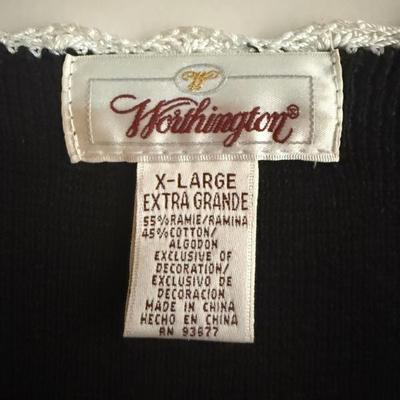 W
Worthington®
X-LARGE
EXTRA GRANDE
55% RAMIE/RAMINA
45% COTTON/
ALGODON
EXCLUSIVE OF
DECORATION/
EXCLUSIVO DE
DECORACION
MADE IN CHINA
HECHO EN CHINA
RN 93677